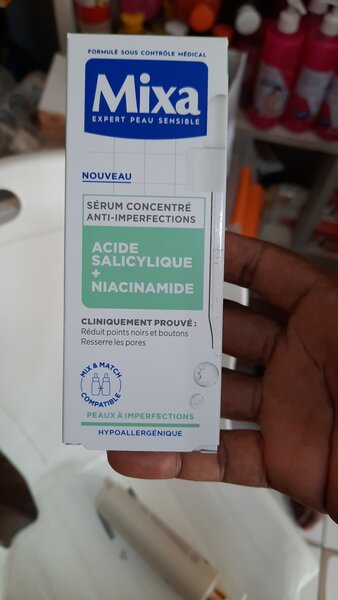 FORMULÉ SOUS CONTRÔLE MÉDICAL
Mixa
EXPERT PEAU SENSIBLE
NOUVEAU
SÉRUM CONCENTRÉ
ANTI-IMPERFECTIONS
ACIDE
SALICYLIQUE
+
NIACINAMIDE
CLINIQUEMENT PROUVÉ :
Réduit points noirs et boutons
Resserre les pores
MIX & MATCH
COMPATIBLE
PEAUX À IMPERFECTIONS
HYPOALLERGÉNIQUE